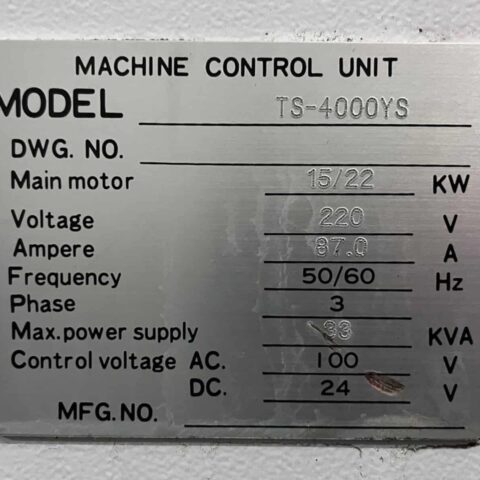 MACHINE CONTROL UNIT
MODEL TS-4000YS
DWG. NO.
Main motor 15/22 KW
Voltage 220 V
Ampere 87.0 A
Frequency 50/60 Hz
Phase 3
Max. power supply 33 KVA
Control voltage AC. 100 V
DC. 24 V
MFG. NO.